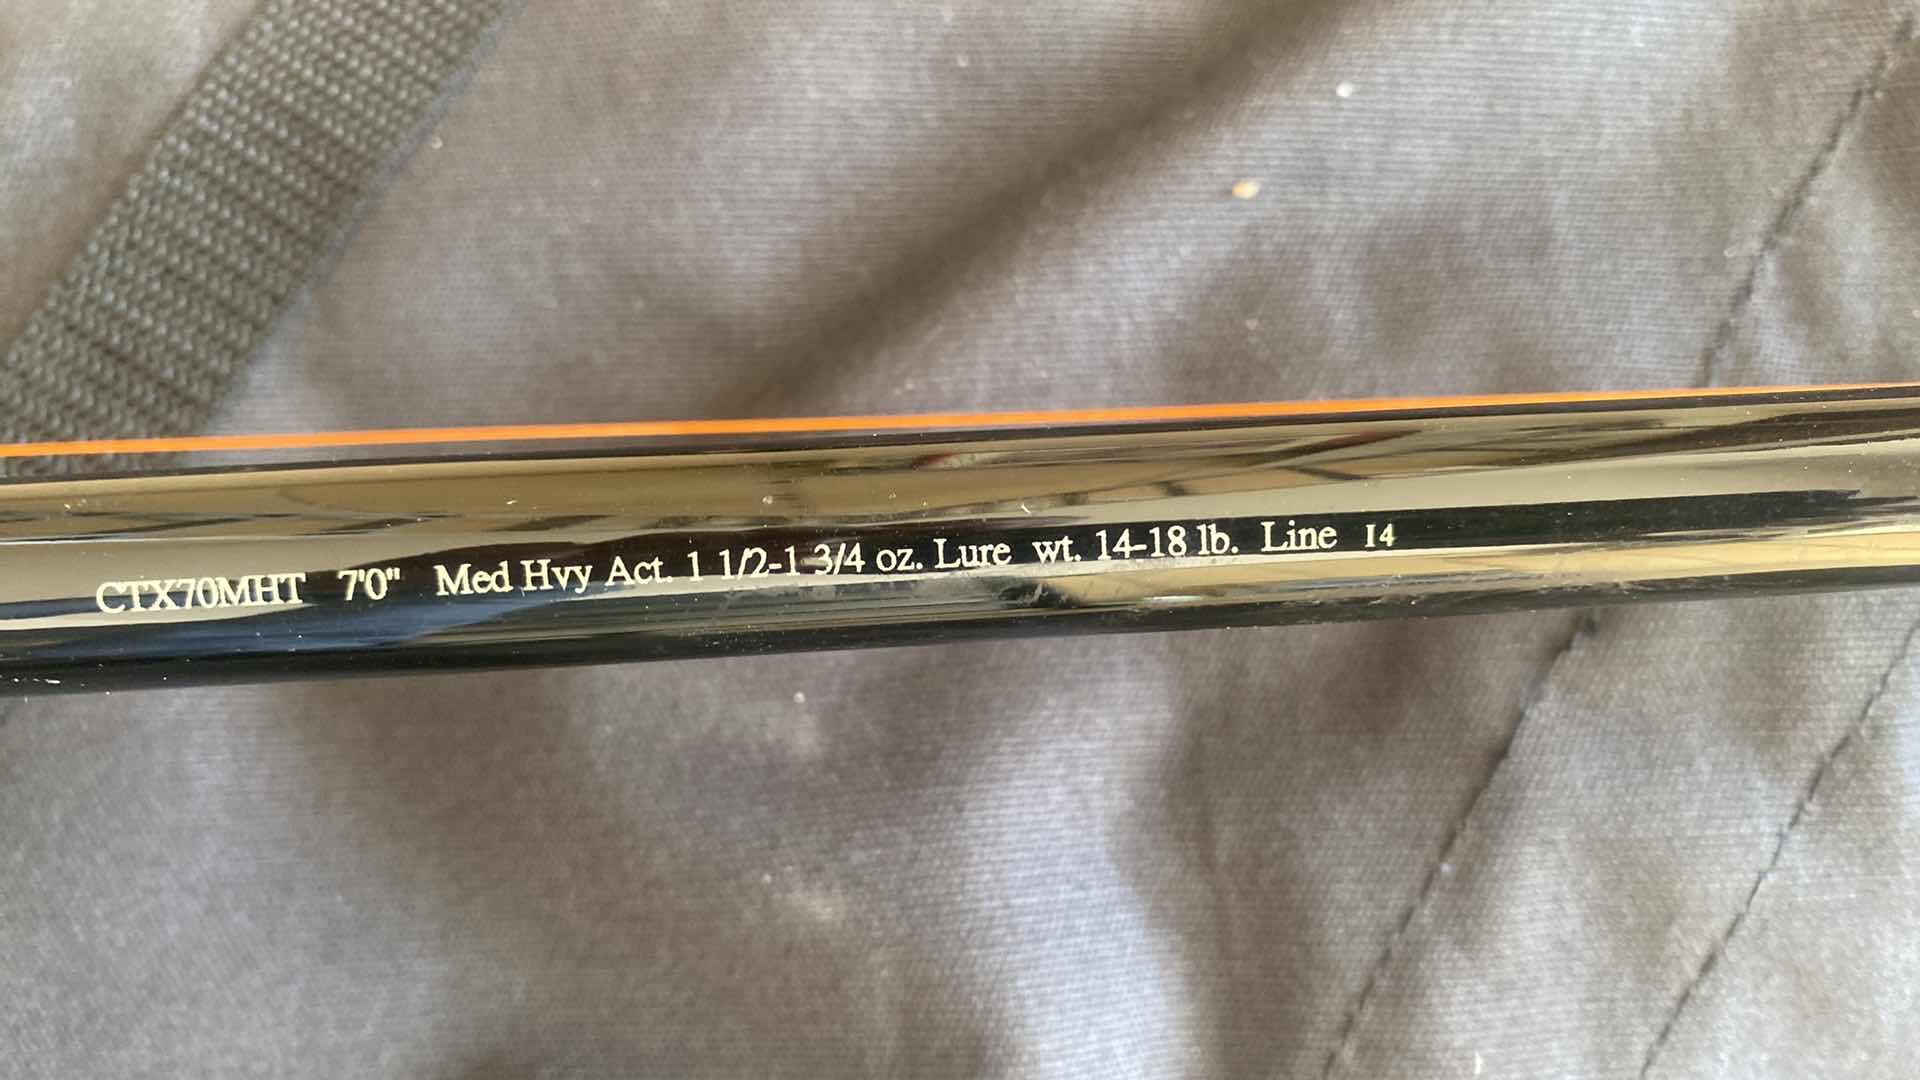 CTX70MHT 7'0" Med Hvy Act. 1 1/2-1 3/4 oz. Lure wt. 14-18 lb. Line I4